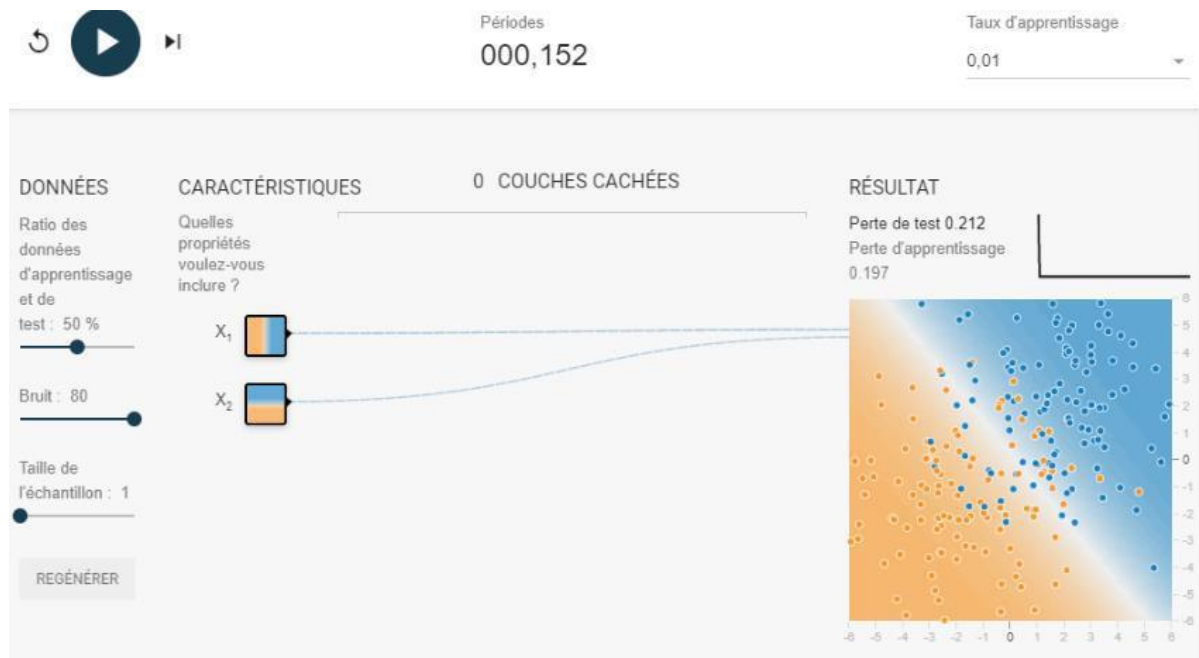 Périodes
000,152
Taux d'apprentissage
0,01
DONNÉES
Ratio des
données
d'apprentissage
et de
test : 50 %
Bruit : 80
Taille de
l'échantillon : 1
REGÉNÉRER
CARACTÉRISTIQUES
Quelles
propriétés
voulez-vous
inclure ?
X₁
X₂
0 COUCHES CACHÉES
RÉSULTAT
Perte de test 0.212
Perte d'apprentissage
0.197
6
5
4
3
2
1
0
-1
-2
-3
-4
-5
-6
-6 -5 -4 -3 -2 -1 0 1 2 3 4 5 6